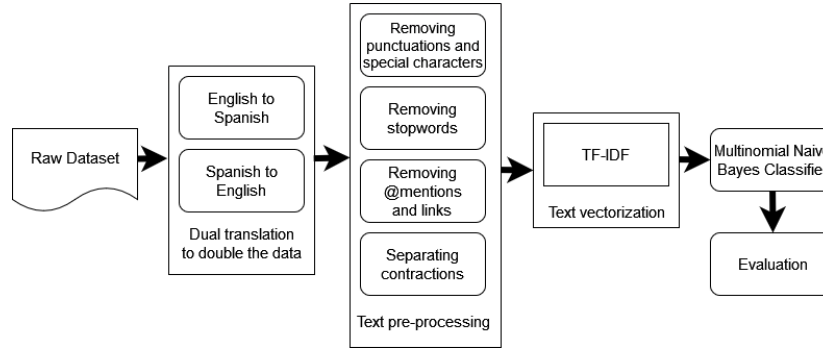 Raw Dataset
English to
Spanish
Spanish to
English
Dual translation
to double the data
Removing
punctuations and
special characters
Removing
stopwords
Removing
@mentions
and links
Separating
contractions
Text pre-processing
TF-IDF
Text vectorization
Multinomial Naive
Bayes Classifie
Evaluation